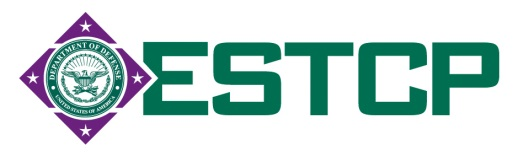 DEPARTMENT OF DEFENSE
UNITED STATES OF AMERICA
ESTCP